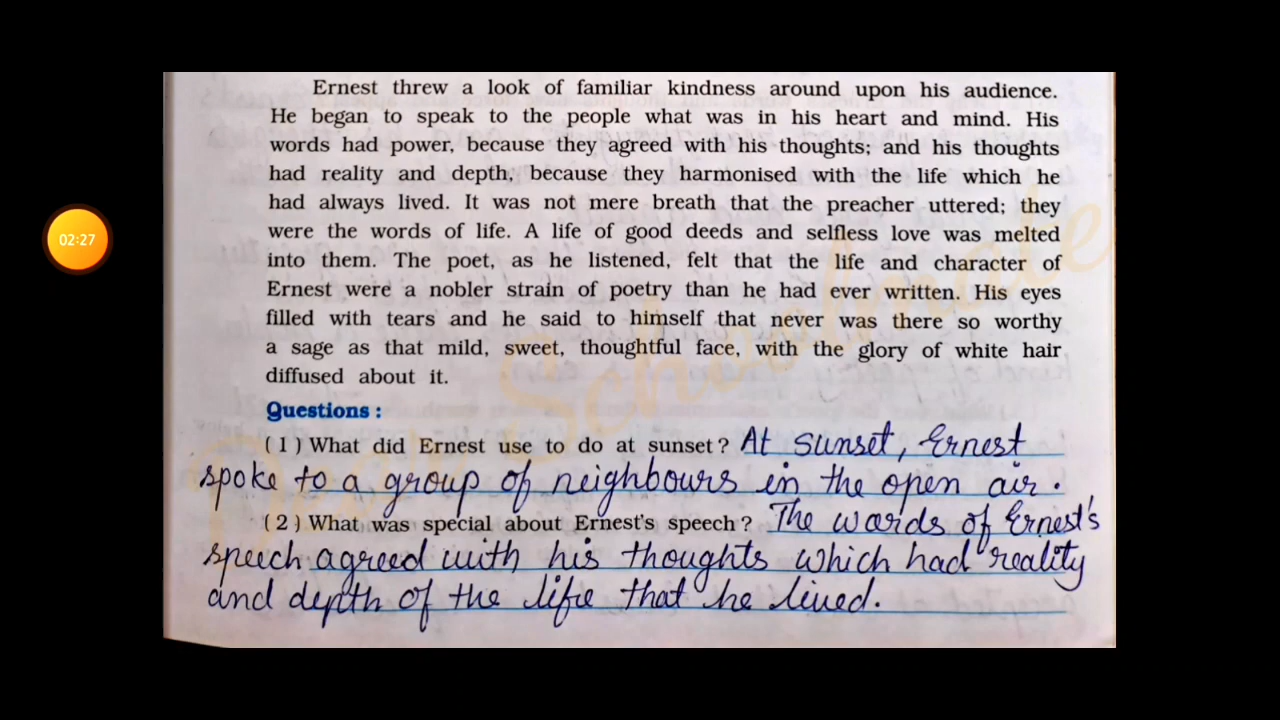 Ernest threw a look of familiar kindness around upon his audience.
He began to speak to the people what was in his heart and mind. His
words had power, because they agreed with his thoughts; and his thoughts
had reality and depth, because they harmonised with the life which he
had always lived. It was not mere breath that the preacher uttered; they
were the words of life. A life of good deeds and selfless love was melted
into them. The poet, as he listened, felt that the life and character of
Ernest were a nobler strain of poetry than he had ever written. His eyes
filled with tears and he said to himself that never was there so worthy
a sage as that mild, sweet, thoughtful face, with the glory of white hair
diffused about it.
Questions :
(1) What did Ernest use to do at sunset? At sunset, Ernest
spoke to a group of neighbours in the open air.
(2) What was special about Ernest's speech? The words of Ernest's
speech agreed with his thoughts which had reality
and depth of the life that he lived.
02:27